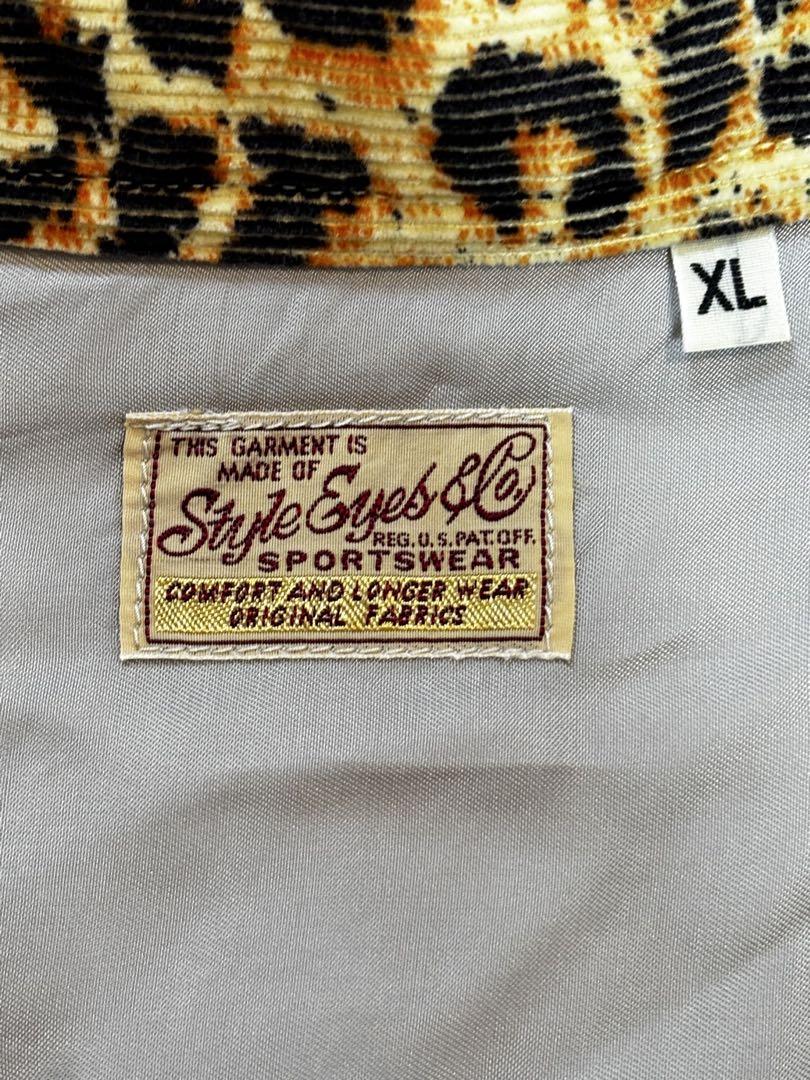 XL
THIS GARMENT IS
MADE OF
Style Eyes & Co.
REG. U. S. PAT. OFF.
SPORTSWEAR
COMFORT AND LONGER WEAR
ORIGINAL FABRICS